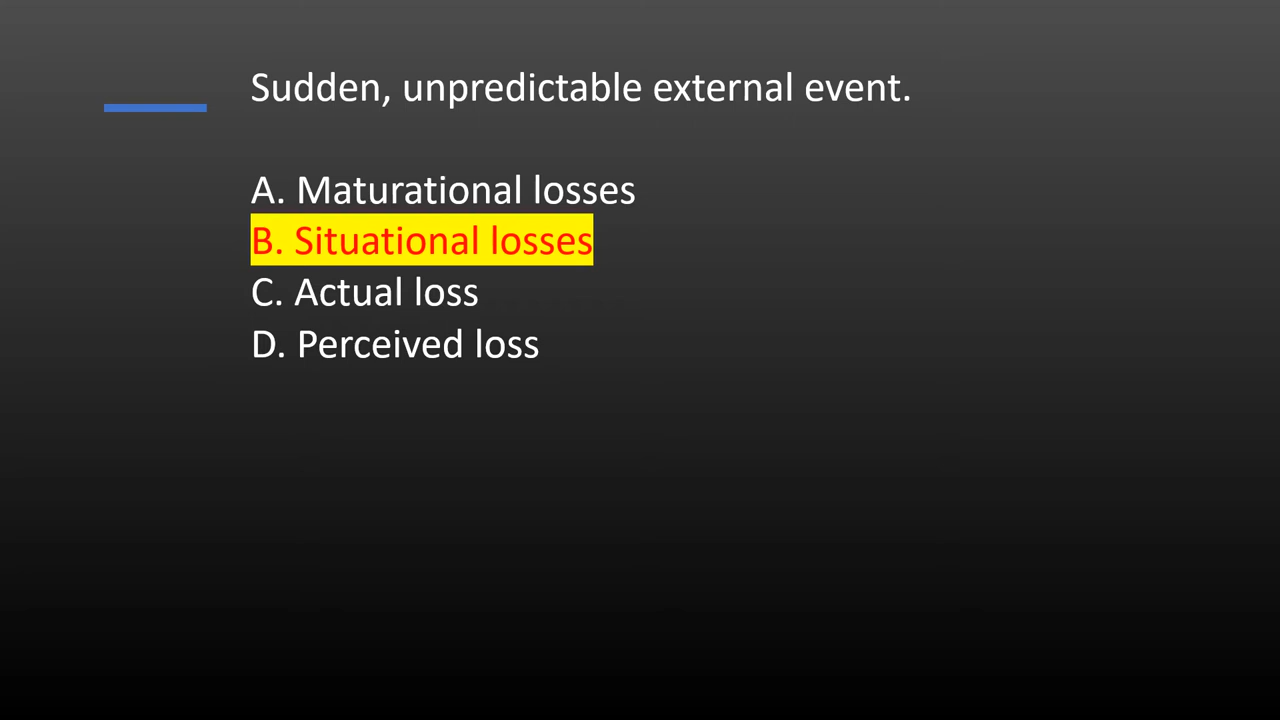 Sudden, unpredictable external event.
A. Maturational losses
B. Situational losses
C. Actual loss
D. Perceived loss